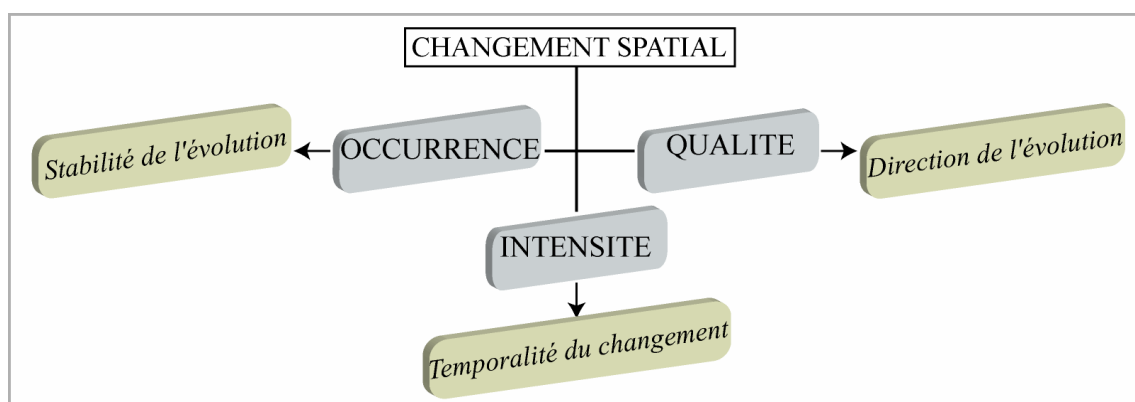 CHANGEMENT SPATIAL
Stabilité de l'évolution
OCCURRENCE
QUALITE
Direction de l'évolution
INTENSITE
Temporalité du changement